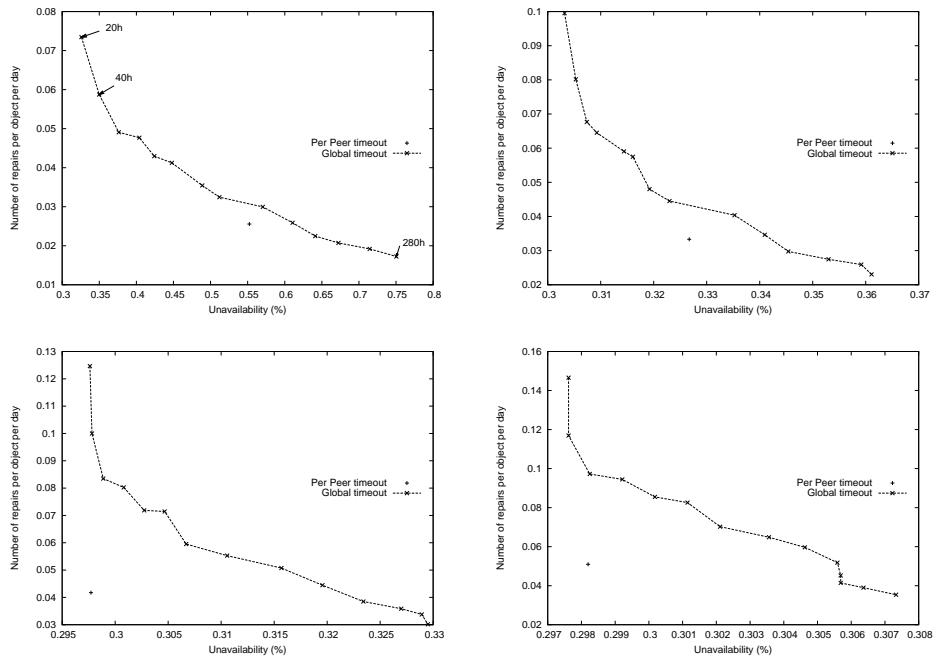 0.08
0.07
0.06
0.05
0.04
0.03
0.02
0.01
Number of repairs per object per day
20h
40h
280h
Per Peer timeout
Global timeout
0.3 0.35 0.4 0.45 0.5 0.55 0.6 0.65 0.7 0.75 0.8
Unavailability (%)
0.1
0.09
0.08
0.07
0.06
0.05
0.04
0.03
0.02
Number of repairs per object per day
Per Peer timeout
Global timeout
0.3 0.31 0.32 0.33 0.34 0.35 0.36 0.37
Unavailability (%)
0.13
0.12
0.11
0.1
0.09
0.08
0.07
0.06
0.05
0.04
0.03
Number of repairs per object per day
Per Peer timeout
Global timeout
0.295 0.3 0.305 0.31 0.315 0.32 0.325 0.33
Unavailability (%)
0.16
0.14
0.12
0.1
0.08
0.06
0.04
0.02
Number of repairs per object per day
Per Peer timeout
Global timeout
0.297 0.298 0.299 0.3 0.301 0.302 0.303 0.304 0.305 0.306 0.307 0.308
Unavailability (%)